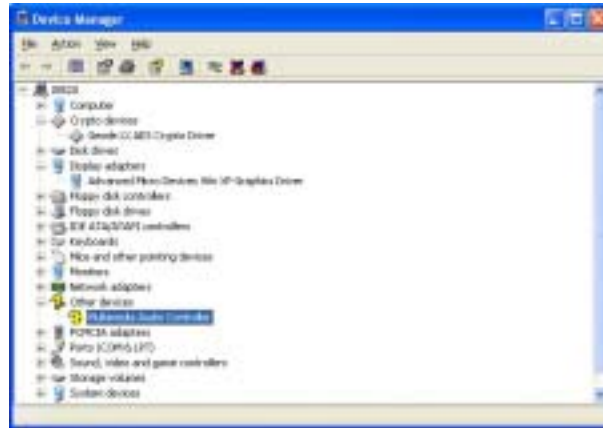 Device Manager
File Action View Help
Computer
Crypto devices
Geode LX AES Crypto Driver
Disk drives
Display adapters
Advanced Micro Devices Win XP Graphics Driver
Floppy disk controllers
Floppy disk drives
IDE ATA/ATAPI controllers
Keyboards
Mice and other pointing devices
Monitors
Network adapters
Other devices
Multimedia Audio Controller
PCMCIA adapters
Ports (COM & LPT)
Sound, video and game controllers
Storage volumes
System devices